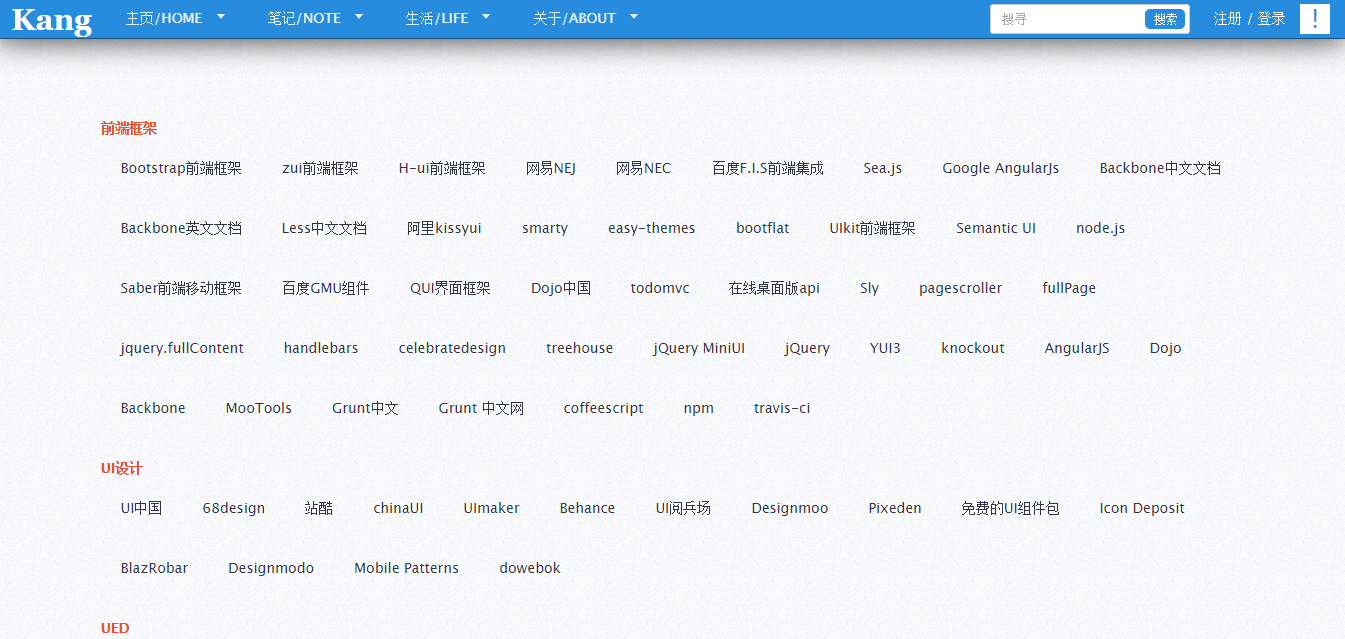 Kang 主页/HOME 笔记/NOTE 生活/LIFE 关于/ABOUT 搜寻 搜索 注册 / 登录 !
前端框架
Bootstrap前端框架 zui前端框架 H-ui前端框架 网易NEJ 网易NEC 百度F.I.S前端集成 Sea.js Google AngularJs Backbone中文文档
Backbone英文文档 Less中文文档 阿里kissyui smarty easy-themes bootflat UIkit前端框架 Semantic UI node.js
Saber前端移动框架 百度GMU组件 QUI界面框架 Dojo中国 todomvc 在线桌面版api Sly pagescroller fullPage
jquery.fullContent handlebars celebratedesign treehouse jQuery MiniUI jQuery YUI3 knockout AngularJS Dojo
Backbone MooTools Grunt中文 Grunt 中文网 coffeescript npm travis-ci
UI设计
UI中国 68design 站酷 chinaUI UImaker Behance UI阅兵场 Designmoo Pixeden 免费的UI组件包 Icon Deposit
BlazRobar Designmodo Mobile Patterns dowebok
UED